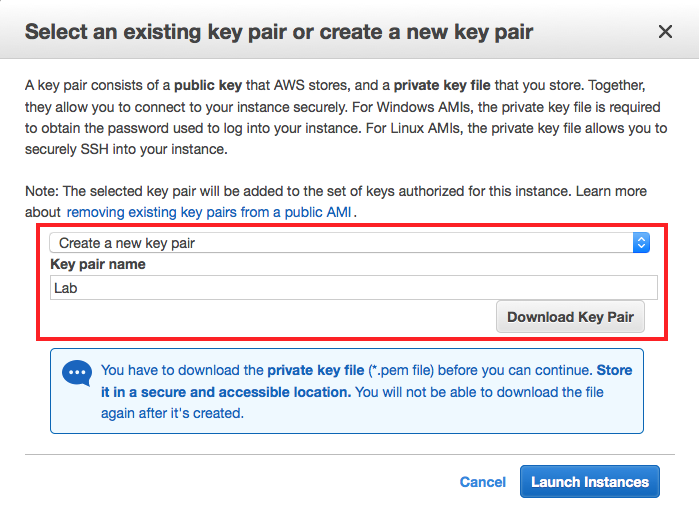 Select an existing key pair or create a new key pair
A key pair consists of a public key that AWS stores, and a private key file that you store. Together,
they allow you to connect to your instance securely. For Windows AMIs, the private key file is required
to obtain the password used to log into your instance. For Linux AMIs, the private key file allows you to
securely SSH into your instance.
Note: The selected key pair will be added to the set of keys authorized for this instance. Learn more
about removing existing key pairs from a public AMI .
Create a new key pair
Key pair name
Lab
Download Key Pair
You have to download the private key file (*.pem file) before you can continue. Store
it in a secure and accessible location. You will not be able to download the file
again after it's created.
Cancel Launch Instances